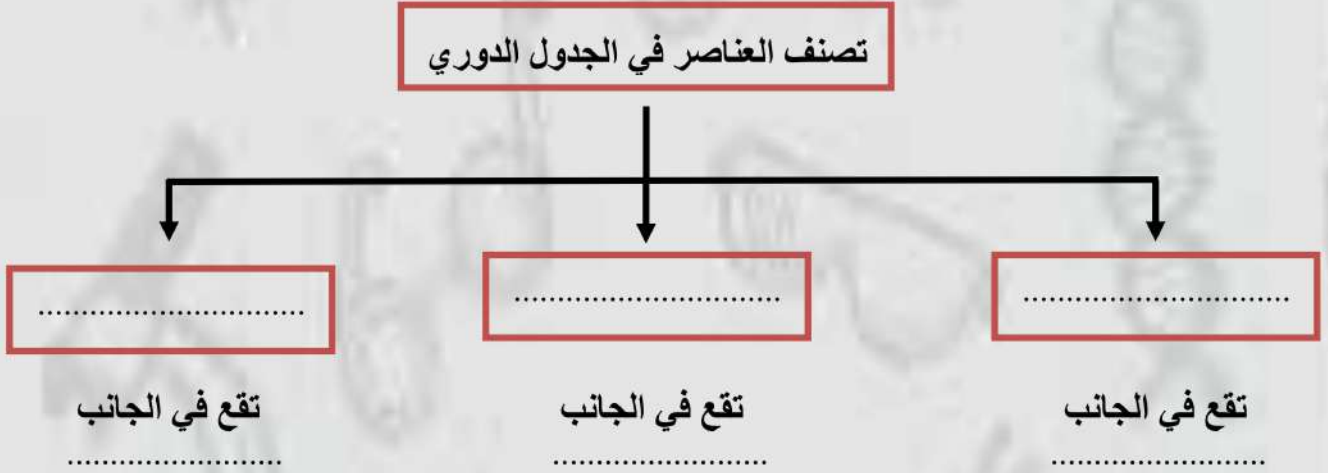 تصنف العناصر في الجدول الدوري
.............................. .............................. ..............................
تقع في الجانب تقع في الجانب تقع في الجانب
........................ ........................ ........................